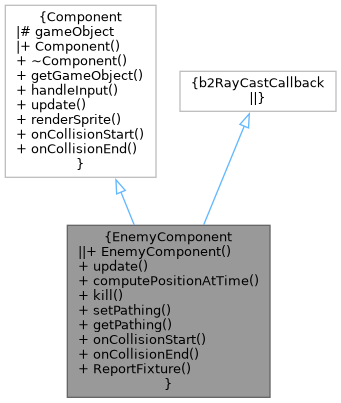 {Component
|# gameObject
|+ Component()
+ ~Component()
+ getGameObject()
+ handleInput()
+ update()
+ renderSprite()
+ onCollisionStart()
+ onCollisionEnd()
}
{b2RayCastCallback
||}
{EnemyComponent
||+ EnemyComponent()
+ update()
+ computePositionAtTime()
+ kill()
+ setPathing()
+ getPathing()
+ onCollisionStart()
+ onCollisionEnd()
+ ReportFixture()
}